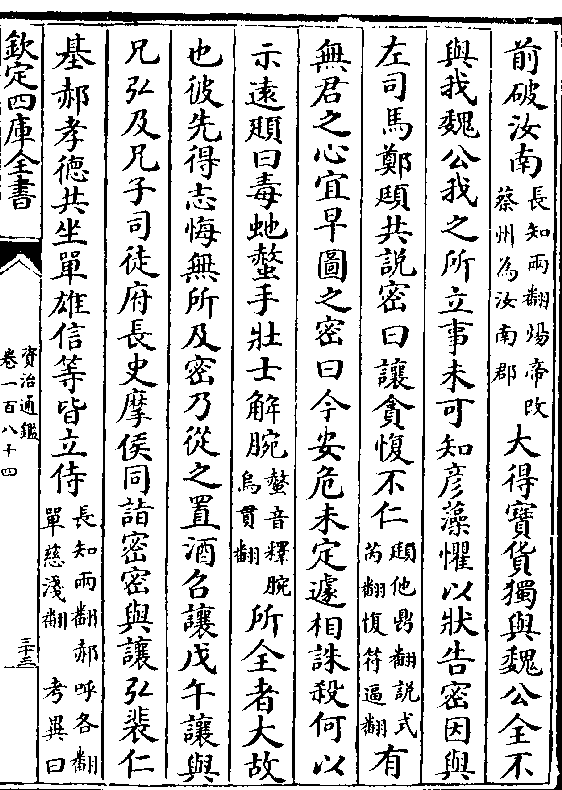 前破汝南長知兩翻煬帝改蔡州為汝南郡大得寶貨獨與魏公全不
與我魏公我之所立事未可知彦藻懼以狀告密因與
左司馬鄭頲共說密曰讓貪愎不仁頲他鼎翻說式芮翻愎符逼翻有
無君之心宜早圖之密曰今安危未定遽相誅殺何以
示遠頲曰毒虵螫手壯士解腕螫音釋腕烏貫翻所全者大故
也彼先得志悔無所及密乃從之置酒召讓戊午讓與
兄弘及兄子司徒府長史摩侯同詣密密與讓弘裴仁
基郝孝德共坐單雄信等皆立侍長知兩翻郝呼各翻單慈淺翻考異曰
欽定四庫全書
資治通鑑
卷一百八十四
三十三